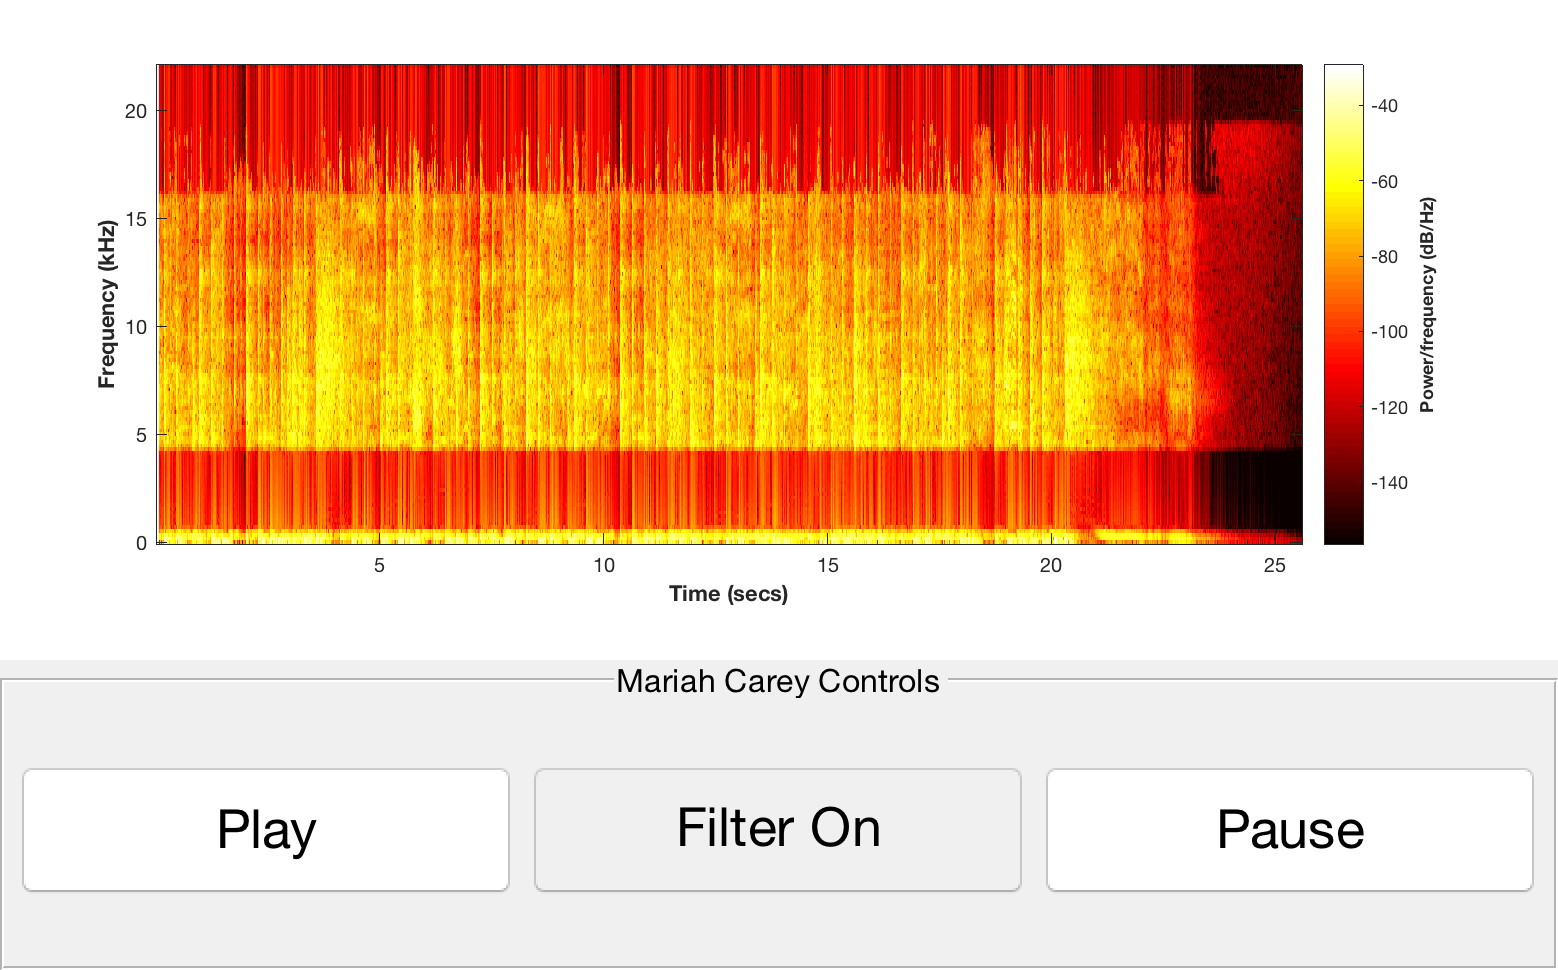 20
15
10
5
0
Frequency (kHz)
5 10 15 20 25
Time (secs)
-40
-60
-80
-100
-120
-140
Power/frequency (dB/Hz)
Mariah Carey Controls
Play Filter On Pause